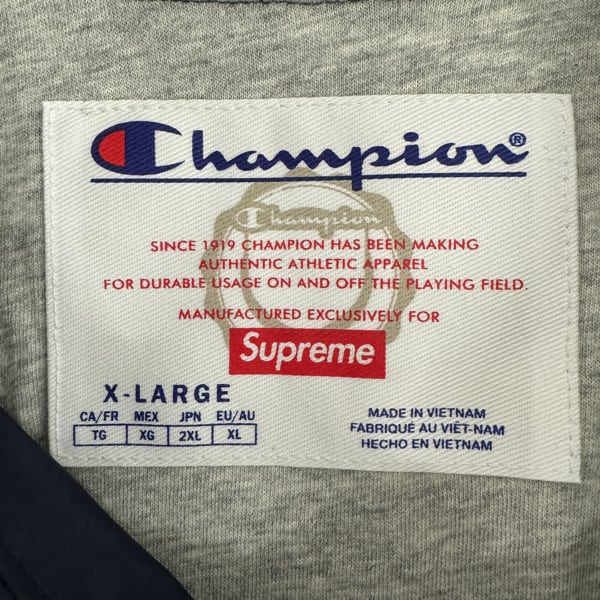 Champion®
Champion
SINCE 1919 CHAMPION HAS BEEN MAKING
AUTHENTIC ATHLETIC APPAREL
FOR DURABLE USAGE ON AND OFF THE PLAYING FIELD.
MANUFACTURED EXCLUSIVELY FOR
Supreme
X-LARGE
CA/FR MEX JPN EU/AU
TG XG 2XL XL
MADE IN VIETNAM
FABRIQUÉ AU VIÊT-NAM
HECHO EN VIETNAM